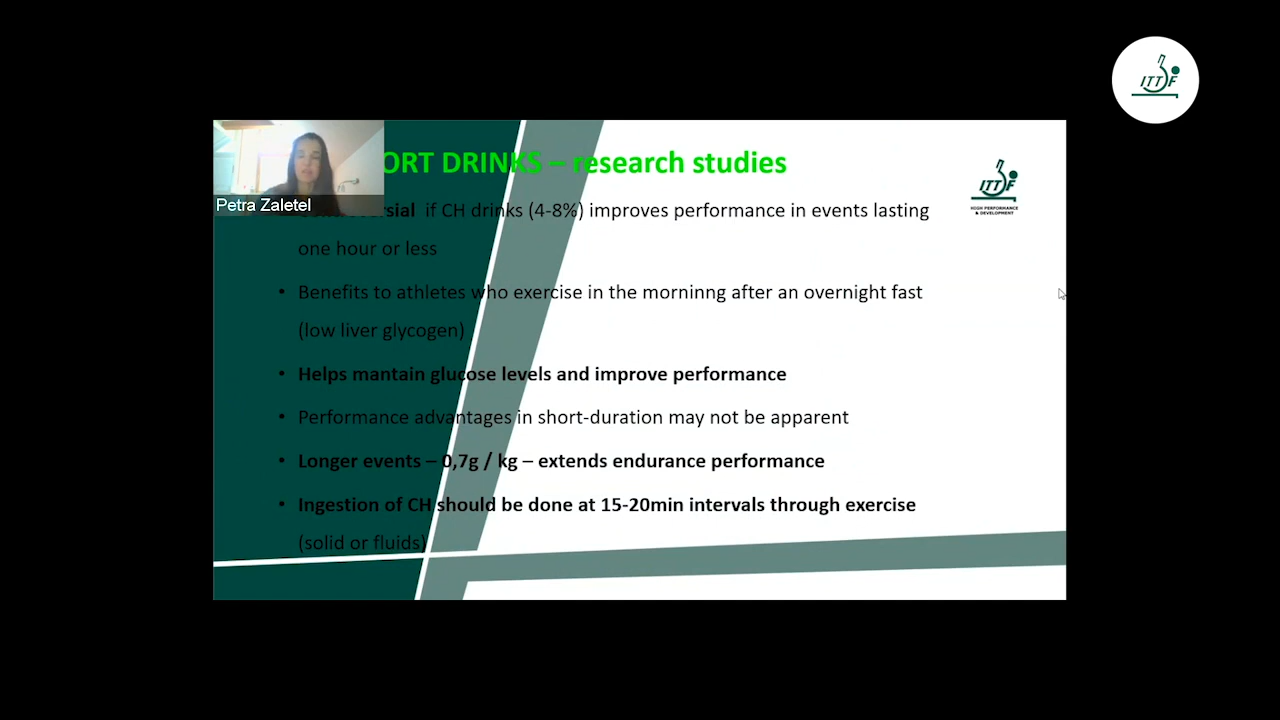 ITTF
ORT DRINKS – research studies
Petra Zaletel
ITTF
HIGH PERFORMANCE
& DEVELOPMENT
sial if CH drinks (4-8%) improves performance in events lasting
one hour or less
• Benefits to athletes who exercise in the morninng after an overnight fast
(low liver glycogen)
• Helps mantain glucose levels and improve performance
• Performance advantages in short-duration may not be apparent
• Longer events – 0,7g / kg – extends endurance performance
• Ingestion of CH should be done at 15-20min intervals through exercise
(solid or fluids)